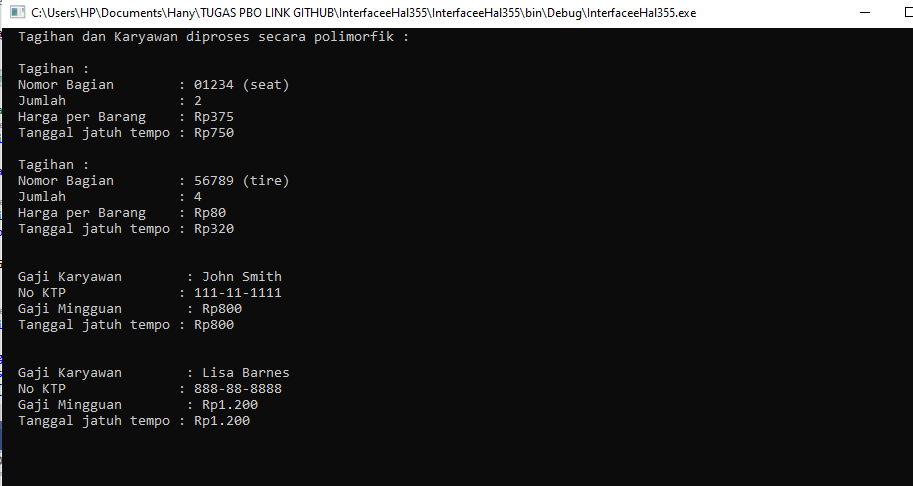 C:\Users\HP\Documents\Hany\TUGAS PBO LINK GITHUB\InterfaceeHal355\InterfaceeHal355\bin\Debug\InterfaceeHal355.exe
Tagihan dan Karyawan diproses secara polimorfik :
Tagihan :
Nomor Bagian        : 01234 (seat)
Jumlah              : 2
Harga per Barang    : Rp375
Tanggal jatuh tempo : Rp750
Tagihan :
Nomor Bagian        : 56789 (tire)
Jumlah              : 4
Harga per Barang    : Rp80
Tanggal jatuh tempo : Rp320
Gaji Karyawan        : John Smith
No KTP              : 111-11-1111
Gaji Mingguan        : Rp800
Tanggal jatuh tempo : Rp800
Gaji Karyawan        : Lisa Barnes
No KTP              : 888-88-8888
Gaji Mingguan        : Rp1.200
Tanggal jatuh tempo : Rp1.200